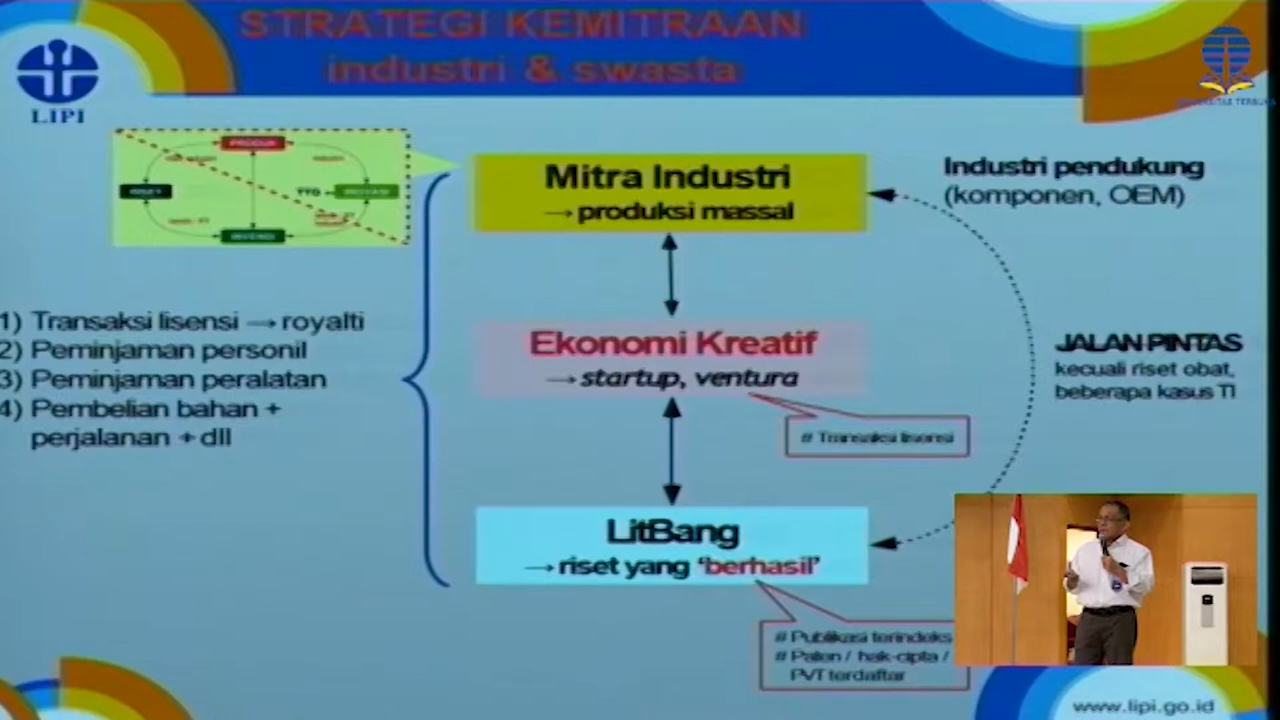 STRATEGI KEMITRAAN
industri & swasta
LIPI
UNIVERSITAS TERBUKA
PRODUK
Mitra Industri
→ produksi massal
Industri pendukung
(komponen, OEM)
1) Transaksi lisensi → royalti
2) Peminjaman personil
3) Peminjaman peralatan
4) Pembelian bahan +
perjalanan + dll
Ekonomi Kreatif
→ startup, ventura
JALAN PINTAS
kecuali riset obat,
beberapa kasus TI
# Transaksi lisensi
LitBang
→ riset yang ‘berhasil’
# Publikasi terindeks
# Paten / hak-cipta /
PVT terdaftar
www.lipi.go.id